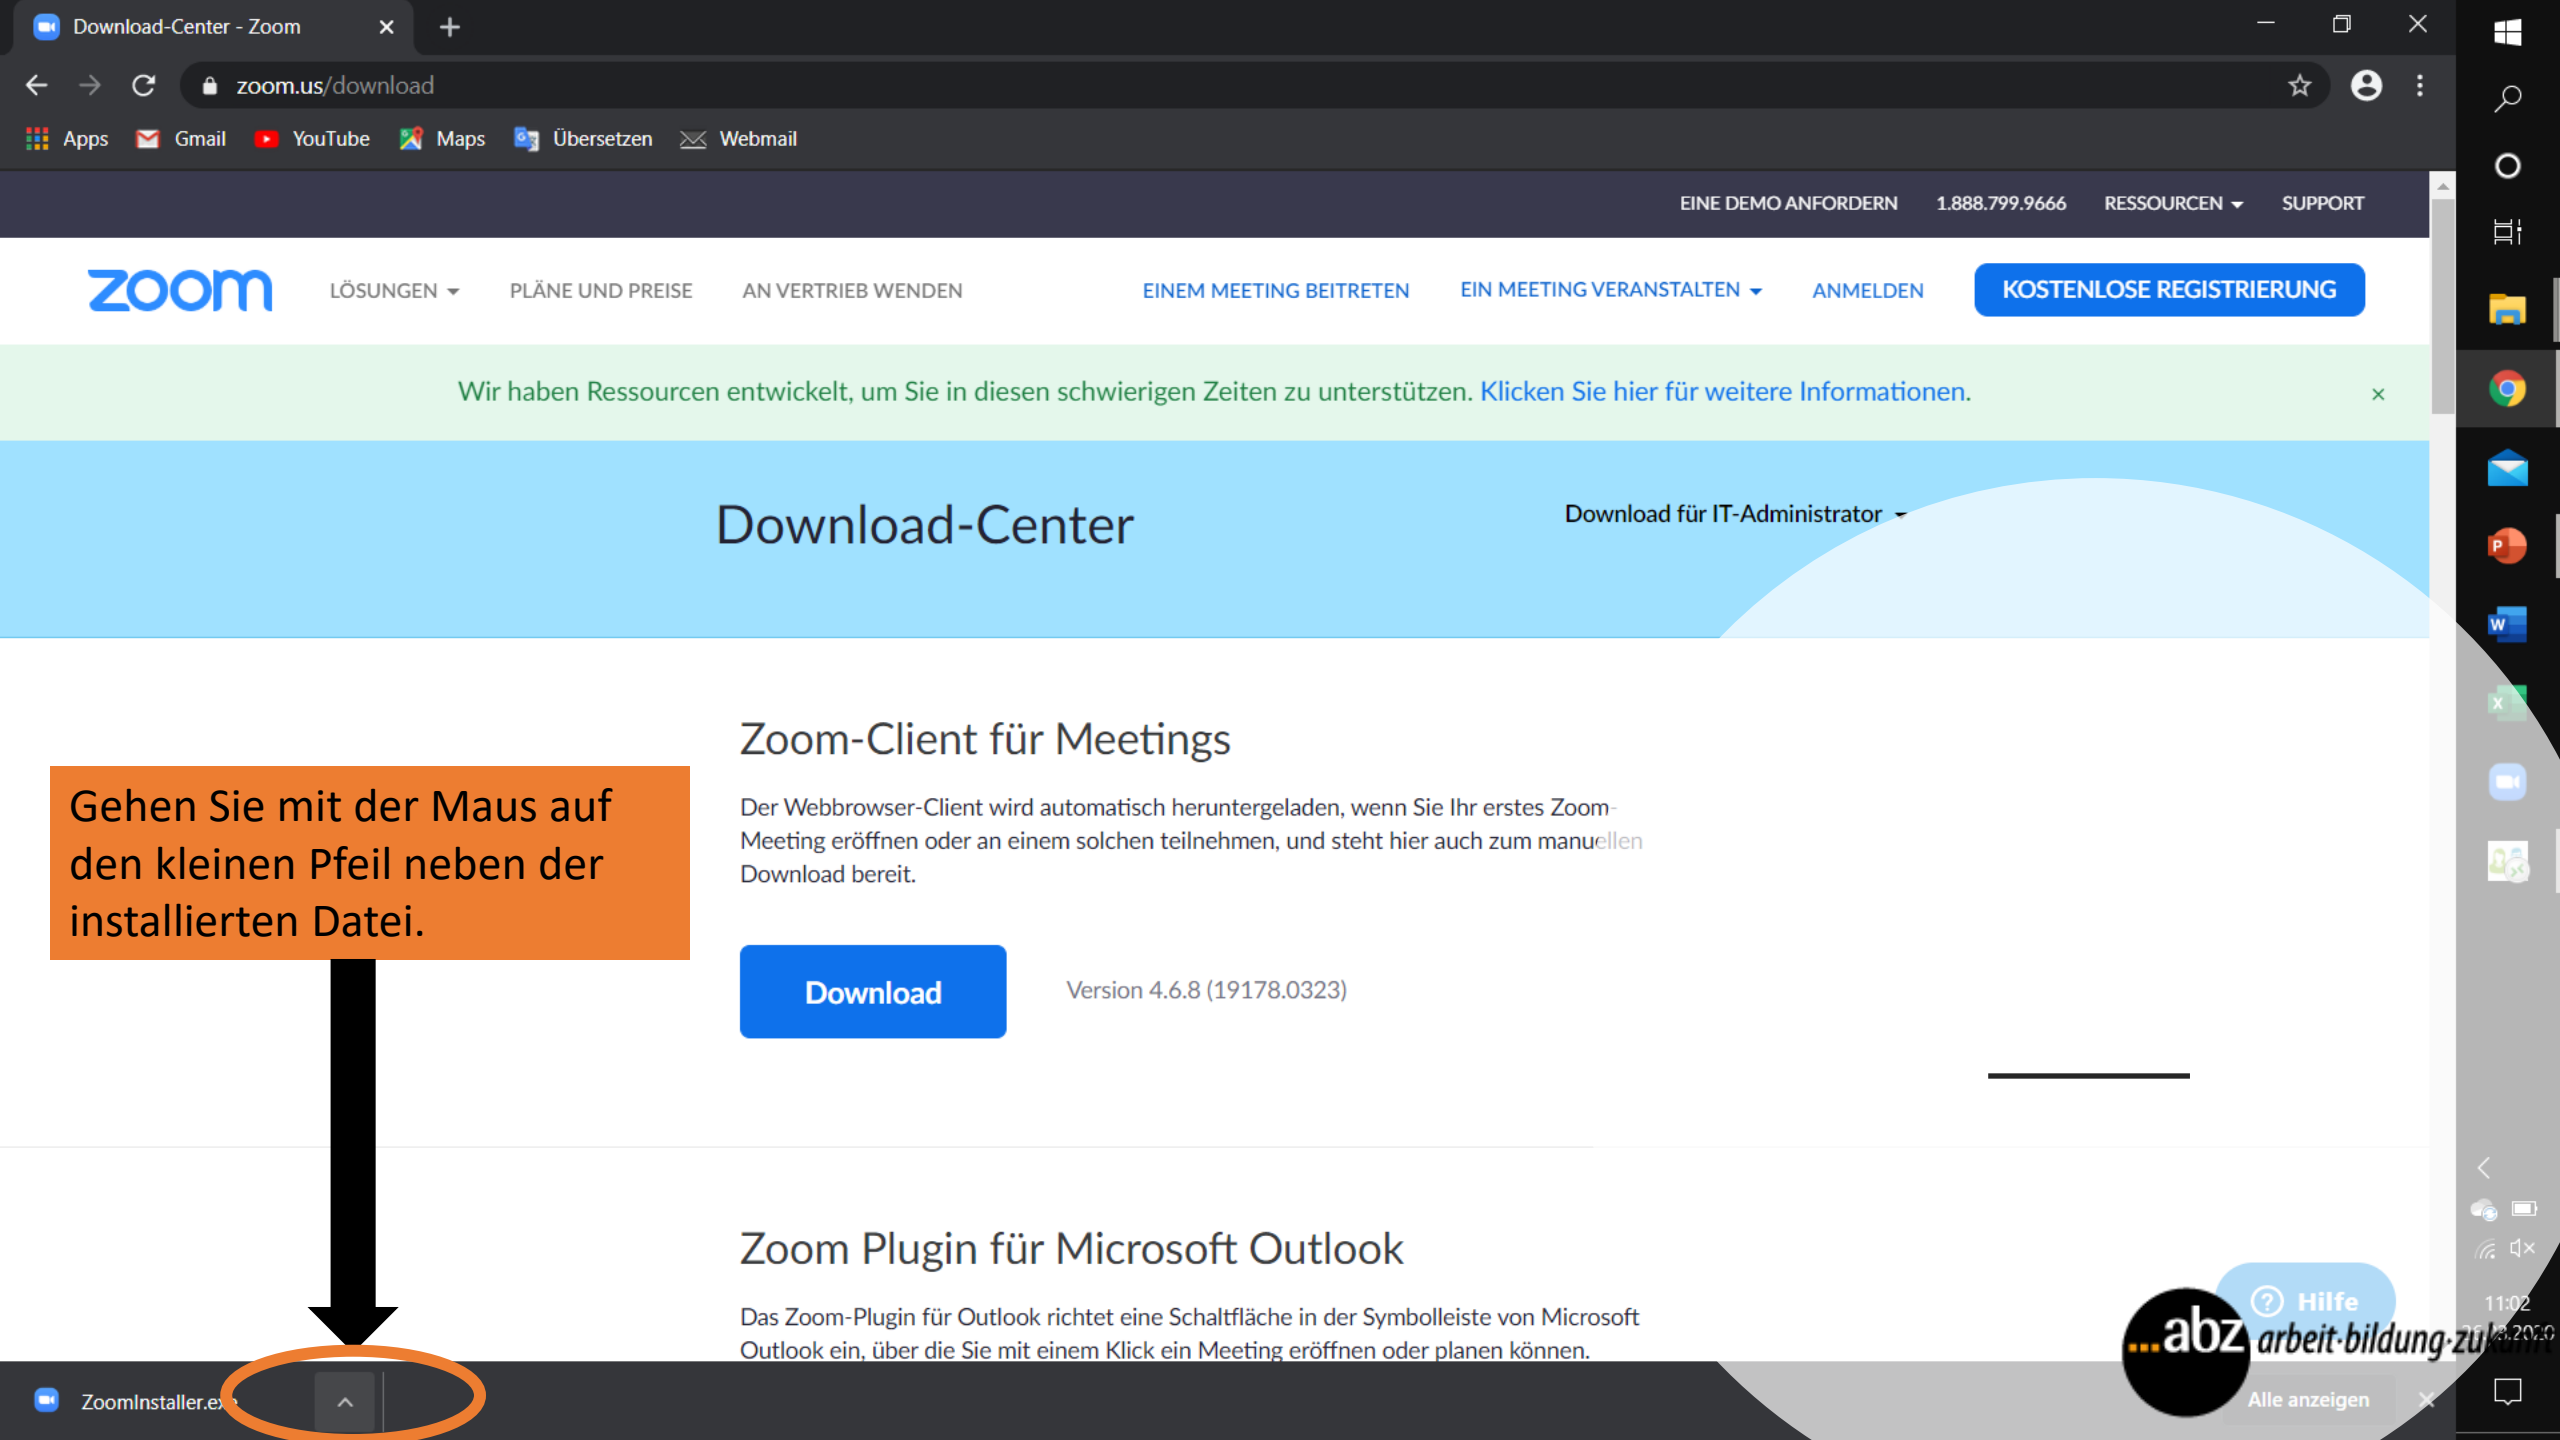 Download-Center - Zoom
zoom.us/download
Apps Gmail YouTube Maps Übersetzen Webmail
EINE DEMO ANFORDERN 1.888.799.9666 RESSOURCEN SUPPORT
zoom LÖSUNGEN PLÄNE UND PREISE AN VERTRIEB WENDEN EINEM MEETING BEITRETEN EIN MEETING VERANSTALTEN ANMELDEN KOSTENLOSE REGISTRIERUNG
Wir haben Ressourcen entwickelt, um Sie in diesen schwierigen Zeiten zu unterstützen. Klicken Sie hier für weitere Informationen.
Download-Center
Download für IT-Administrator
Zoom-Client für Meetings
Der Webbrowser-Client wird automatisch heruntergeladen, wenn Sie Ihr erstes Zoom-
Meeting eröffnen oder an einem solchen teilnehmen, und steht hier auch zum manuellen
Download bereit.
Gehen Sie mit der Maus auf
den kleinen Pfeil neben der
installierten Datei.
Download
Version 4.6.8 (19178.0323)
Zoom Plugin für Microsoft Outlook
Das Zoom-Plugin für Outlook richtet eine Schaltfläche in der Symbolleiste von Microsoft
Outlook ein, über die Sie mit einem Klick ein Meeting eröffnen oder planen können.
Hilfe
11:02
...abz arbeit·bildung·zukunft
ZoomInstaller.exe
Alle anzeigen